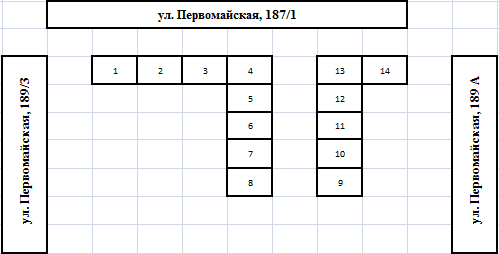 ул. Первомайская, 187/1
ул. Первомайская, 189/3
1 2 3 4 13 14
5 12
6 11
7 10
8 9
ул. Первомайская, 189 А